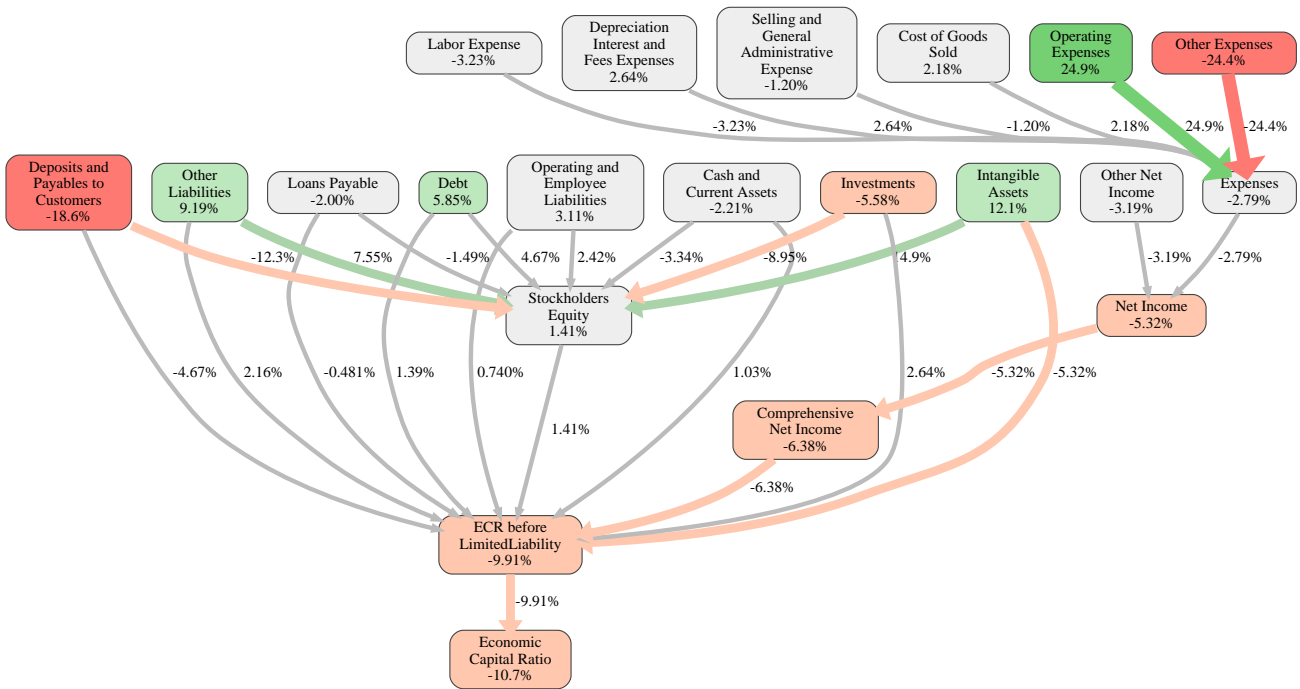 Labor Expense
-3.23%
Depreciation
Interest and
Fees Expenses
2.64%
Selling and
General
Administrative
Expense
-1.20%
Cost of Goods
Sold
2.18%
Operating
Expenses
24.9%
Other Expenses
-24.4%
-3.23%
2.64%
-1.20%
2.18%
24.9%
-24.4%
Deposits and
Payables to
Customers
-18.6%
Other
Liabilities
9.19%
Loans Payable
-2.00%
Debt
5.85%
Operating and
Employee
Liabilities
3.11%
Cash and
Current Assets
-2.21%
Investments
-5.58%
Intangible
Assets
12.1%
Other Net
Income
-3.19%
Expenses
-2.79%
-12.3%
7.55%
-1.49%
4.67%
2.42%
-3.34%
-8.95%
-3.19%
-2.79%
Stockholders
Equity
1.41%
Net Income
-5.32%
-4.67%
2.16%
-0.481%
1.39%
0.740%
1.03%
2.64%
-5.32%
-5.32%
1.41%
Comprehensive
Net Income
-6.38%
-6.38%
ECR before
LimitedLiability
-9.91%
-9.91%
Economic
Capital Ratio
-10.7%